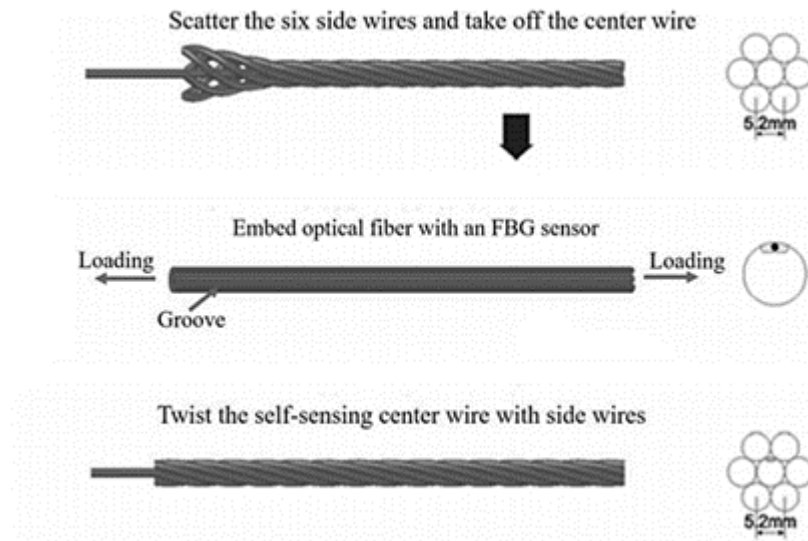 Scatter the six side wires and take off the center wire
5.2mm
Embed optical fiber with an FBG sensor
Loading
Loading
Groove
Twist the self-sensing center wire with side wires
5.2mm